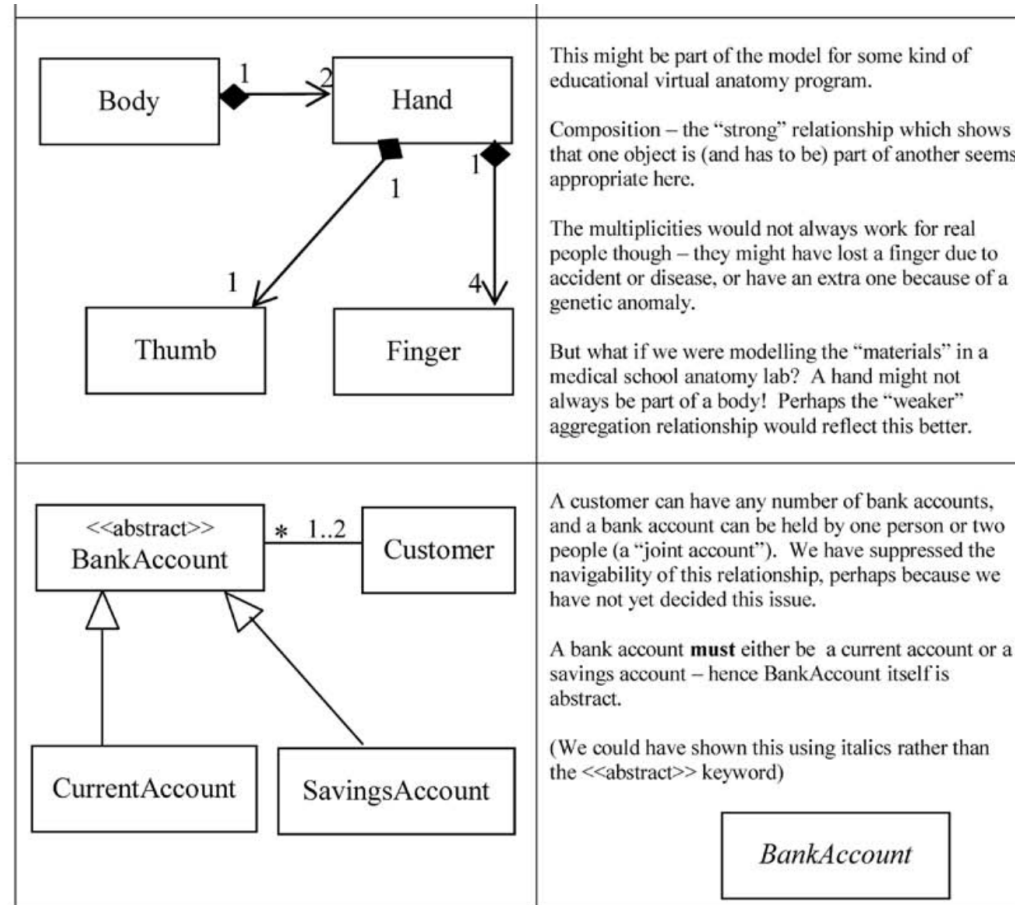 Body
1
2
Hand
1
1
1
4
Thumb
Finger
This might be part of the model for some kind of
educational virtual anatomy program.
Composition – the “strong” relationship which shows
that one object is (and has to be) part of another seems
appropriate here.
The multiplicities would not always work for real
people though – they might have lost a finger due to
accident or disease, or have an extra one because of a
genetic anomaly.
But what if we were modelling the “materials” in a
medical school anatomy lab? A hand might not
always be part of a body! Perhaps the “weaker”
aggregation relationship would reflect this better.
<<abstract>>
BankAccount
* 1..2
Customer
CurrentAccount
SavingsAccount
A customer can have any number of bank accounts,
and a bank account can be held by one person or two
people (a “joint account”). We have suppressed the
navigability of this relationship, perhaps because we
have not yet decided this issue.
A bank account must either be a current account or a
savings account – hence BankAccount itself is
abstract.
(We could have shown this using italics rather than
the <<abstract>> keyword)
BankAccount